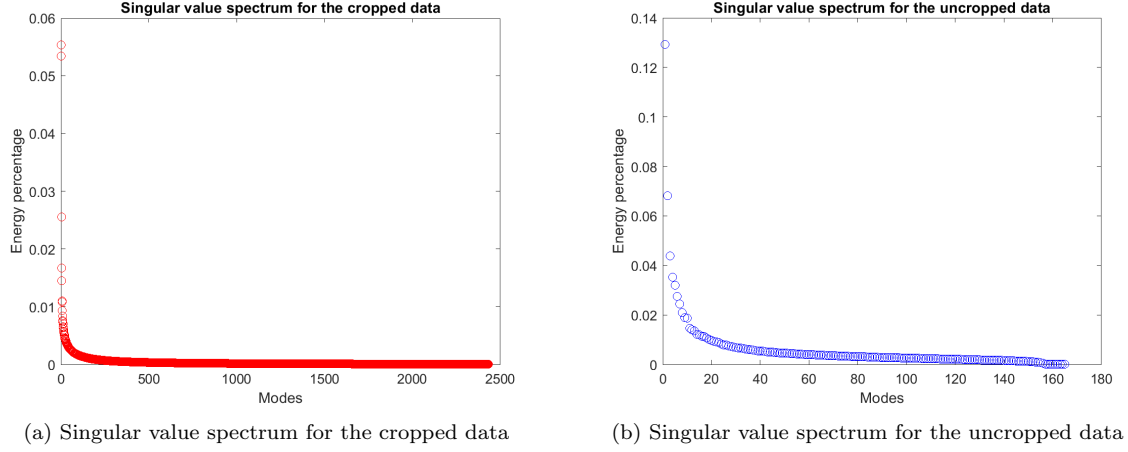 Singular value spectrum for the cropped data
0.06
0.05
0.04
0.03
0.02
0.01
0
Energy percentage
0 500 1000 1500 2000 2500
Modes
(a) Singular value spectrum for the cropped data
Singular value spectrum for the uncropped data
0.14
0.12
0.1
0.08
0.06
0.04
0.02
0
Energy percentage
0 20 40 60 80 100 120 140 160 180
Modes
(b) Singular value spectrum for the uncropped data